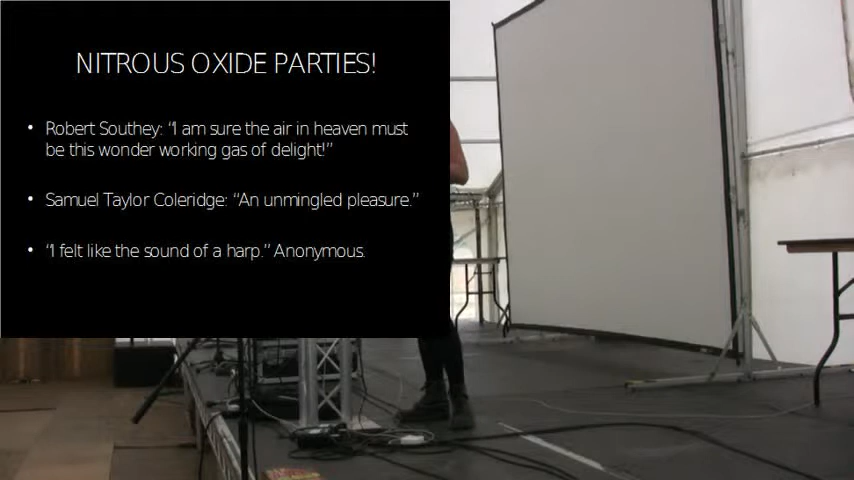 NITROUS OXIDE PARTIES!
• Robert Southey: “I am sure the air in heaven must
be this wonder working gas of delight!”
• Samuel Taylor Coleridge: “An unmingled pleasure.”
• “I felt like the sound of a harp.” Anonymous.